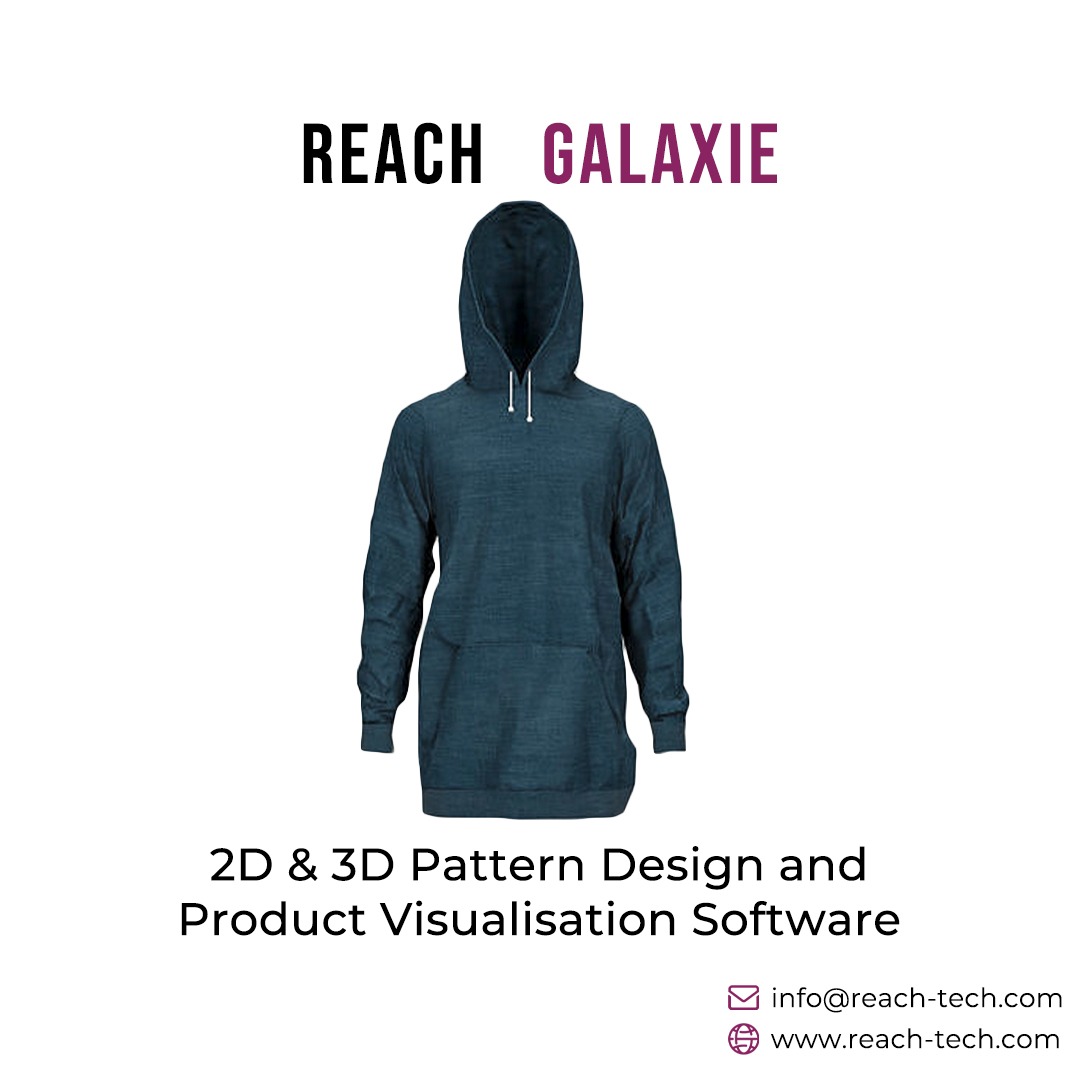 REACH GALAXIE
2D & 3D Pattern Design and
Product Visualisation Software
info@reach-tech.com
www.reach-tech.com